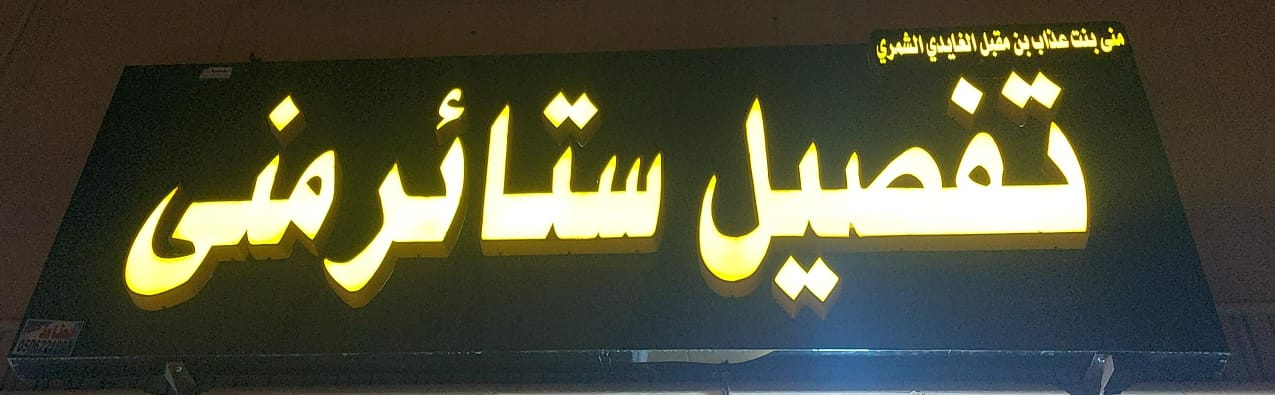 منى بنت عذاب بن مقبل الغايدي الشمري
تفصيل ستائر منى